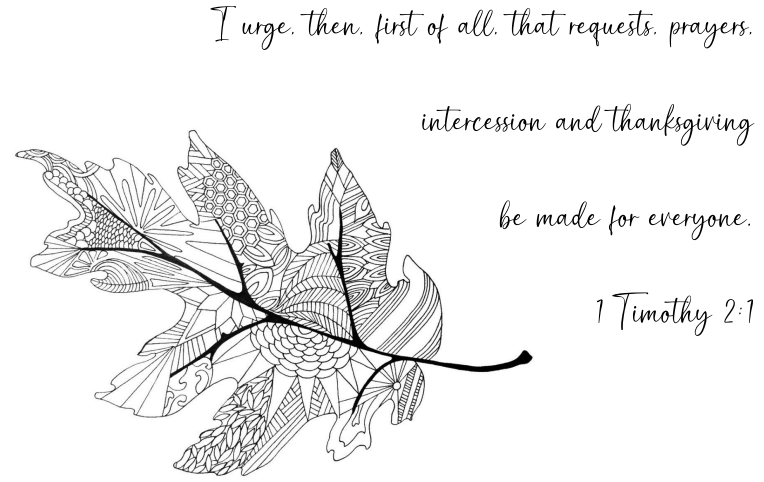 I urge, then, first of all, that requests, prayers,
intercession and thanksgiving
be made for everyone.
1 Timothy 2:1